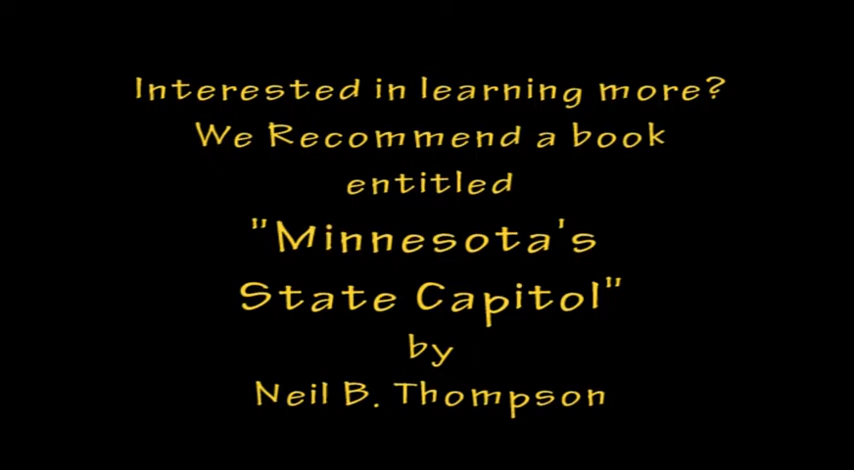 Interested in learning more?
We Recommend a book
entitled
"Minnesota's
State Capitol"
by
Neil B. Thompson